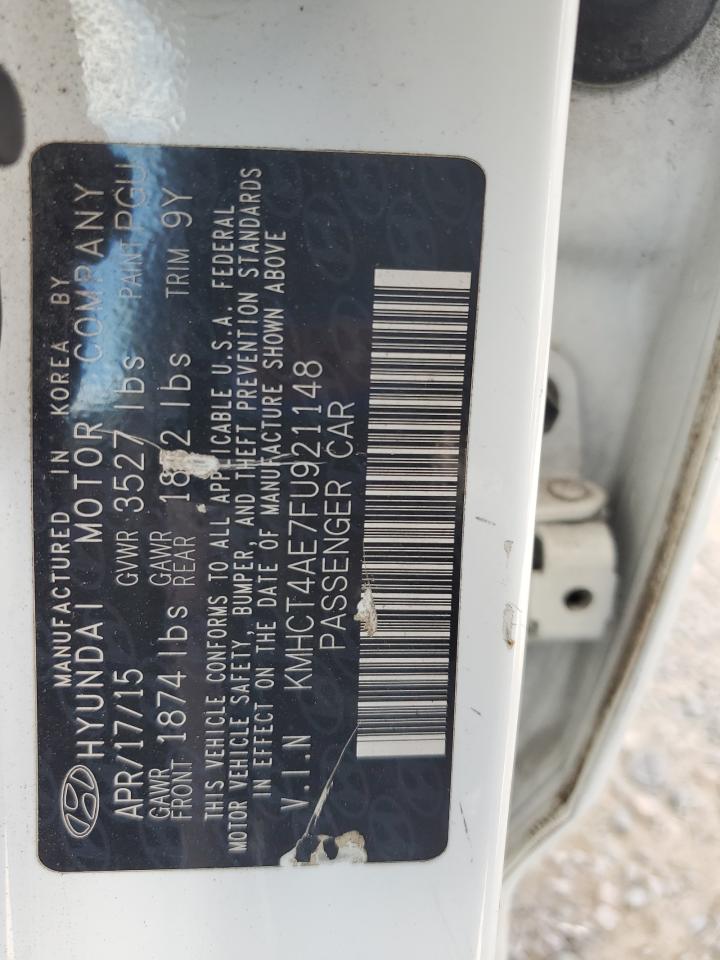 MANUFACTURED IN KOREA BY
HYUNDAI MOTOR COMPANY
APR/17/15 GVWR 3527 lbs PAINT PGU
GAWR FRONT 1874 lbs GAWR REAR lbs TRIM 9Y
THIS VEHICLE CONFORMS TO ALL APPLICABLE U.S.A. FEDERAL
MOTOR VEHICLE SAFETY, BUMPER, AND THEFT PREVENTION STANDARDS
IN EFFECT ON THE DATE OF MANUFACTURE SHOWN ABOVE
V.I.N KMHCT4AE7FU921148
PASSENGER CAR